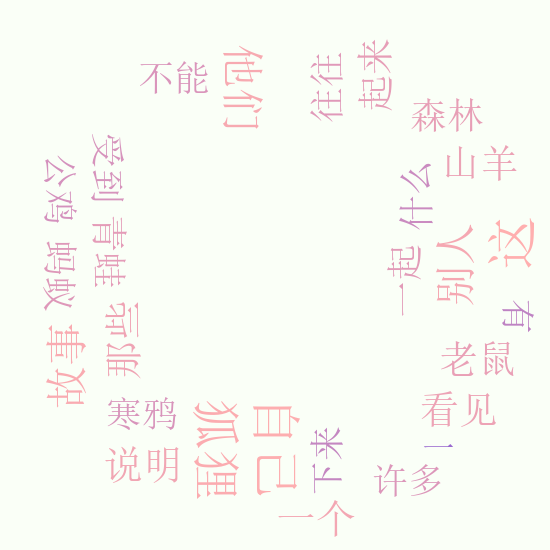 不能
他们
往往
起来
森林
受到
公鸡
山羊
什么
青蛙
蚂蚁
一起
别人
这
有
那些
故事
老鼠
寒鸦
狐狸
自己
看见
下来
一
说明
许多
一个